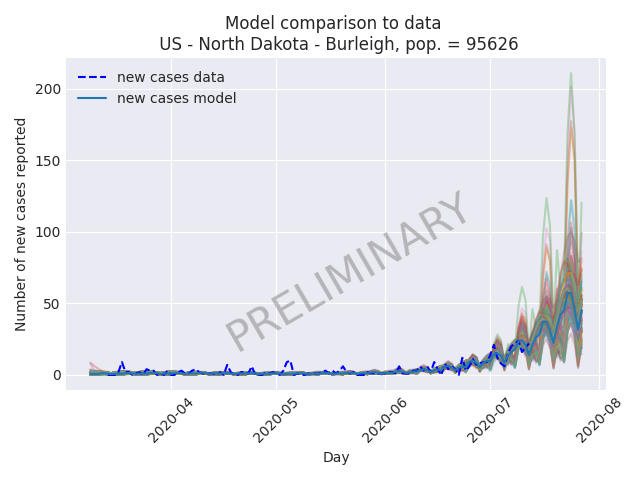 Model comparison to data
US - North Dakota - Burleigh, pop. = 95626
new cases data
new cases model
PRELIMINARY
Number of new cases reported
200
150
100
50
0
2020-04
2020-05
2020-06
2020-07
2020-08
Day